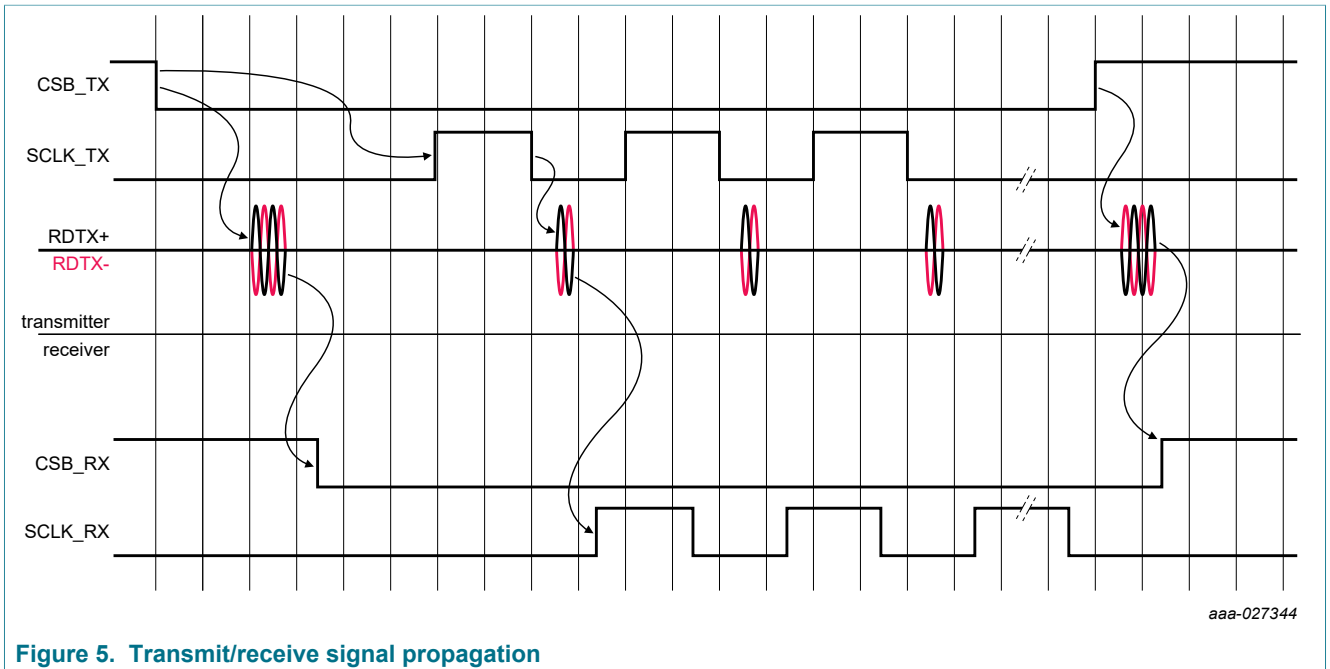 CSB_TX
SCLK_TX
RDTX+
RDTX-
transmitter
receiver
CSB_RX
SCLK_RX
aaa-027344
Figure 5. Transmit/receive signal propagation